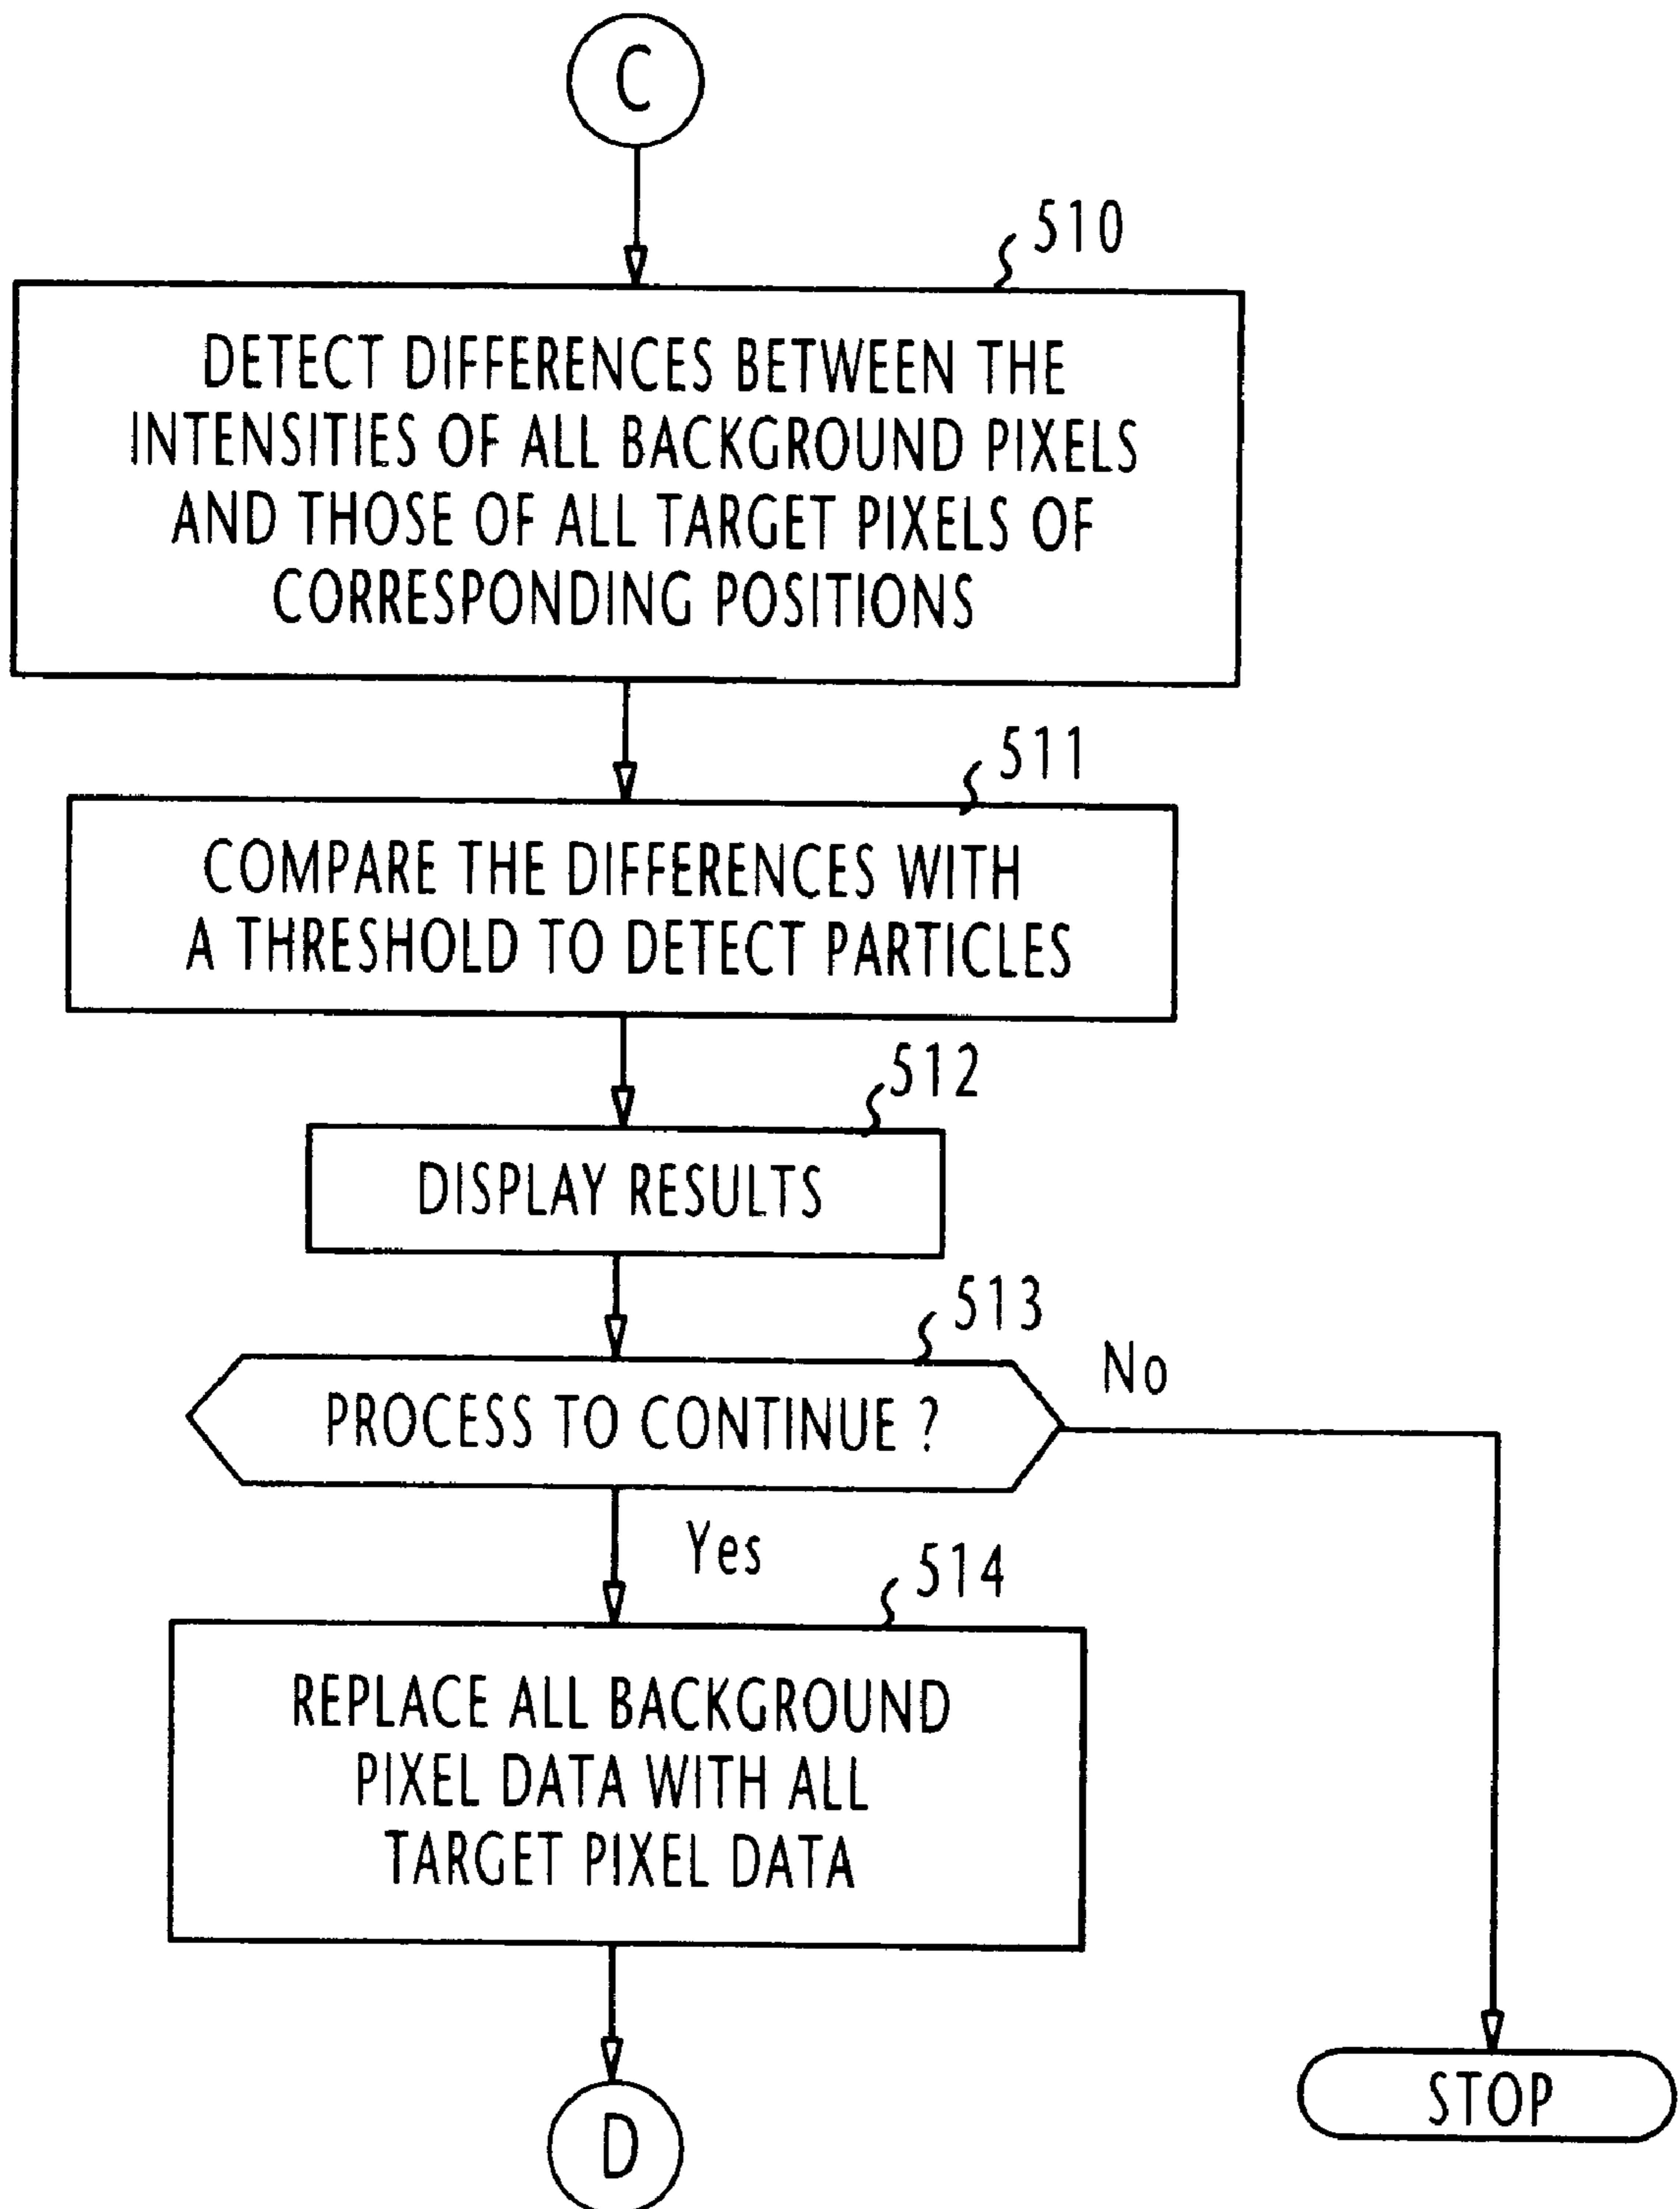 C
510
DETECT DIFFERENCES BETWEEN THE
INTENSITIES OF ALL BACKGROUND PIXELS
AND THOSE OF ALL TARGET PIXELS OF
CORRESPONDING POSITIONS
511
COMPARE THE DIFFERENCES WITH
A THRESHOLD TO DETECT PARTICLES
512
DISPLAY RESULTS
513
PROCESS TO CONTINUE ?
No
Yes
514
REPLACE ALL BACKGROUND
PIXEL DATA WITH ALL
TARGET PIXEL DATA
STOP
D